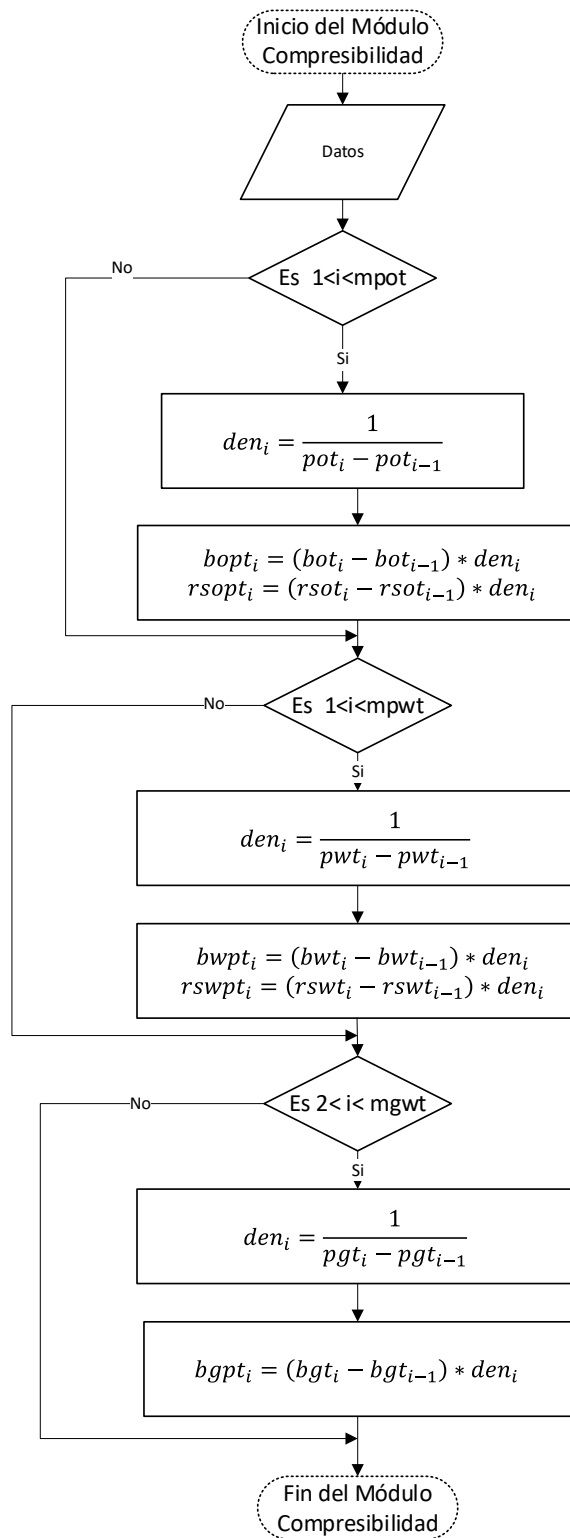 Inicio del Módulo
Compresibilidad
Datos
Es 1<i<mpot
No
Si
den_i = 1 / (pot_i − pot_{i−1})
bopt_i = (bot_i − bot_{i−1}) * den_i
rsopt_i = (rsot_i − rsot_{i−1}) * den_i
Es 1<i<mpwt
No
Si
den_i = 1 / (pwt_i − pwt_{i−1})
bwpt_i = (bwt_i − bwt_{i−1}) * den_i
rswpt_i = (rswt_i − rswt_{i−1}) * den_i
Es 2< i< mgwt
No
Si
den_i = 1 / (pgt_i − pgt_{i−1})
bgpt_i = (bgt_i − bgt_{i−1}) * den_i
Fin del Módulo
Compresibilidad